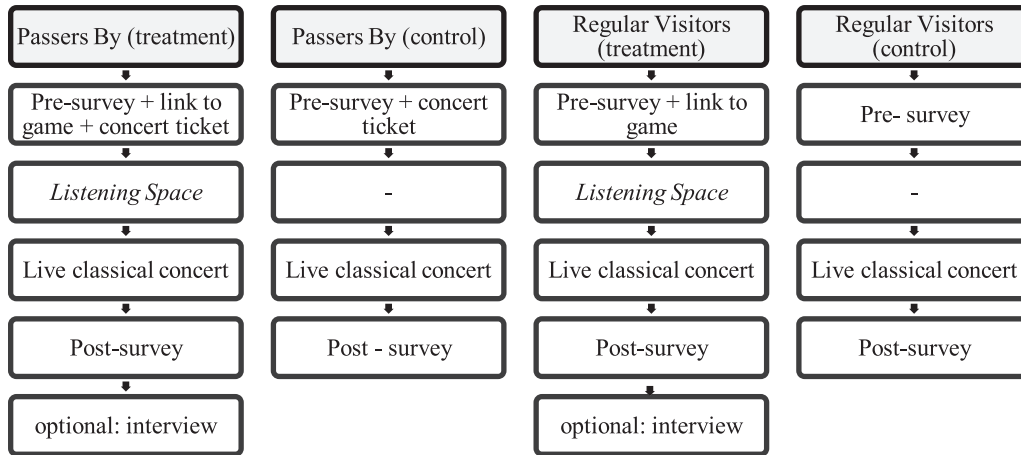 Passers By (treatment)
Pre-survey + link to
game + concert ticket
Listening Space
Live classical concert
Post-survey
optional: interview
Passers By (control)
Pre-survey + concert
ticket
-
Live classical concert
Post - survey
Regular Visitors
(treatment)
Pre-survey + link to
game
Listening Space
Live classical concert
Post-survey
optional: interview
Regular Visitors
(control)
Pre- survey
-
Live classical concert
Post-survey